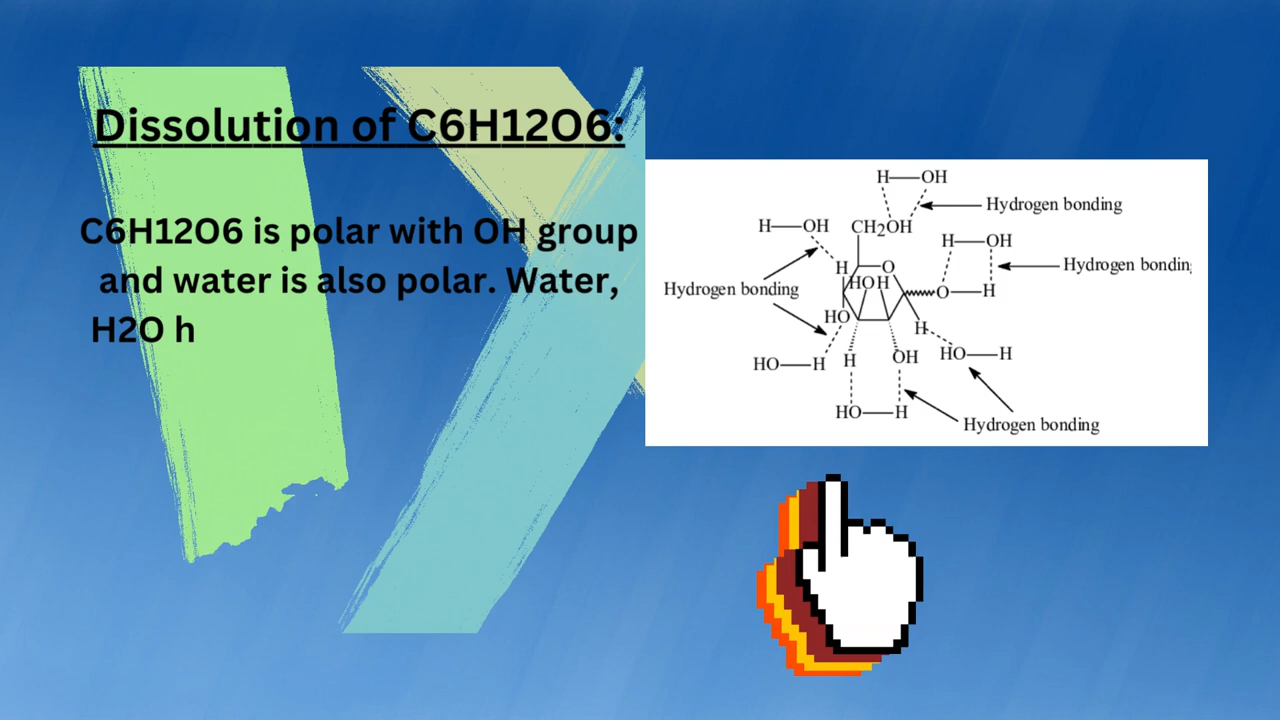 Dissolution of C6H12O6:
C6H12O6 is polar with OH group
and water is also polar. Water,
H2O h
H—OH
Hydrogen bonding
H—OH
CH2OH
H—OH
Hydrogen bondin
H
O
Hydrogen bonding
HO
H
O—H
HO
H
HO—H
H
OH
HO—H
HO—H
Hydrogen bonding